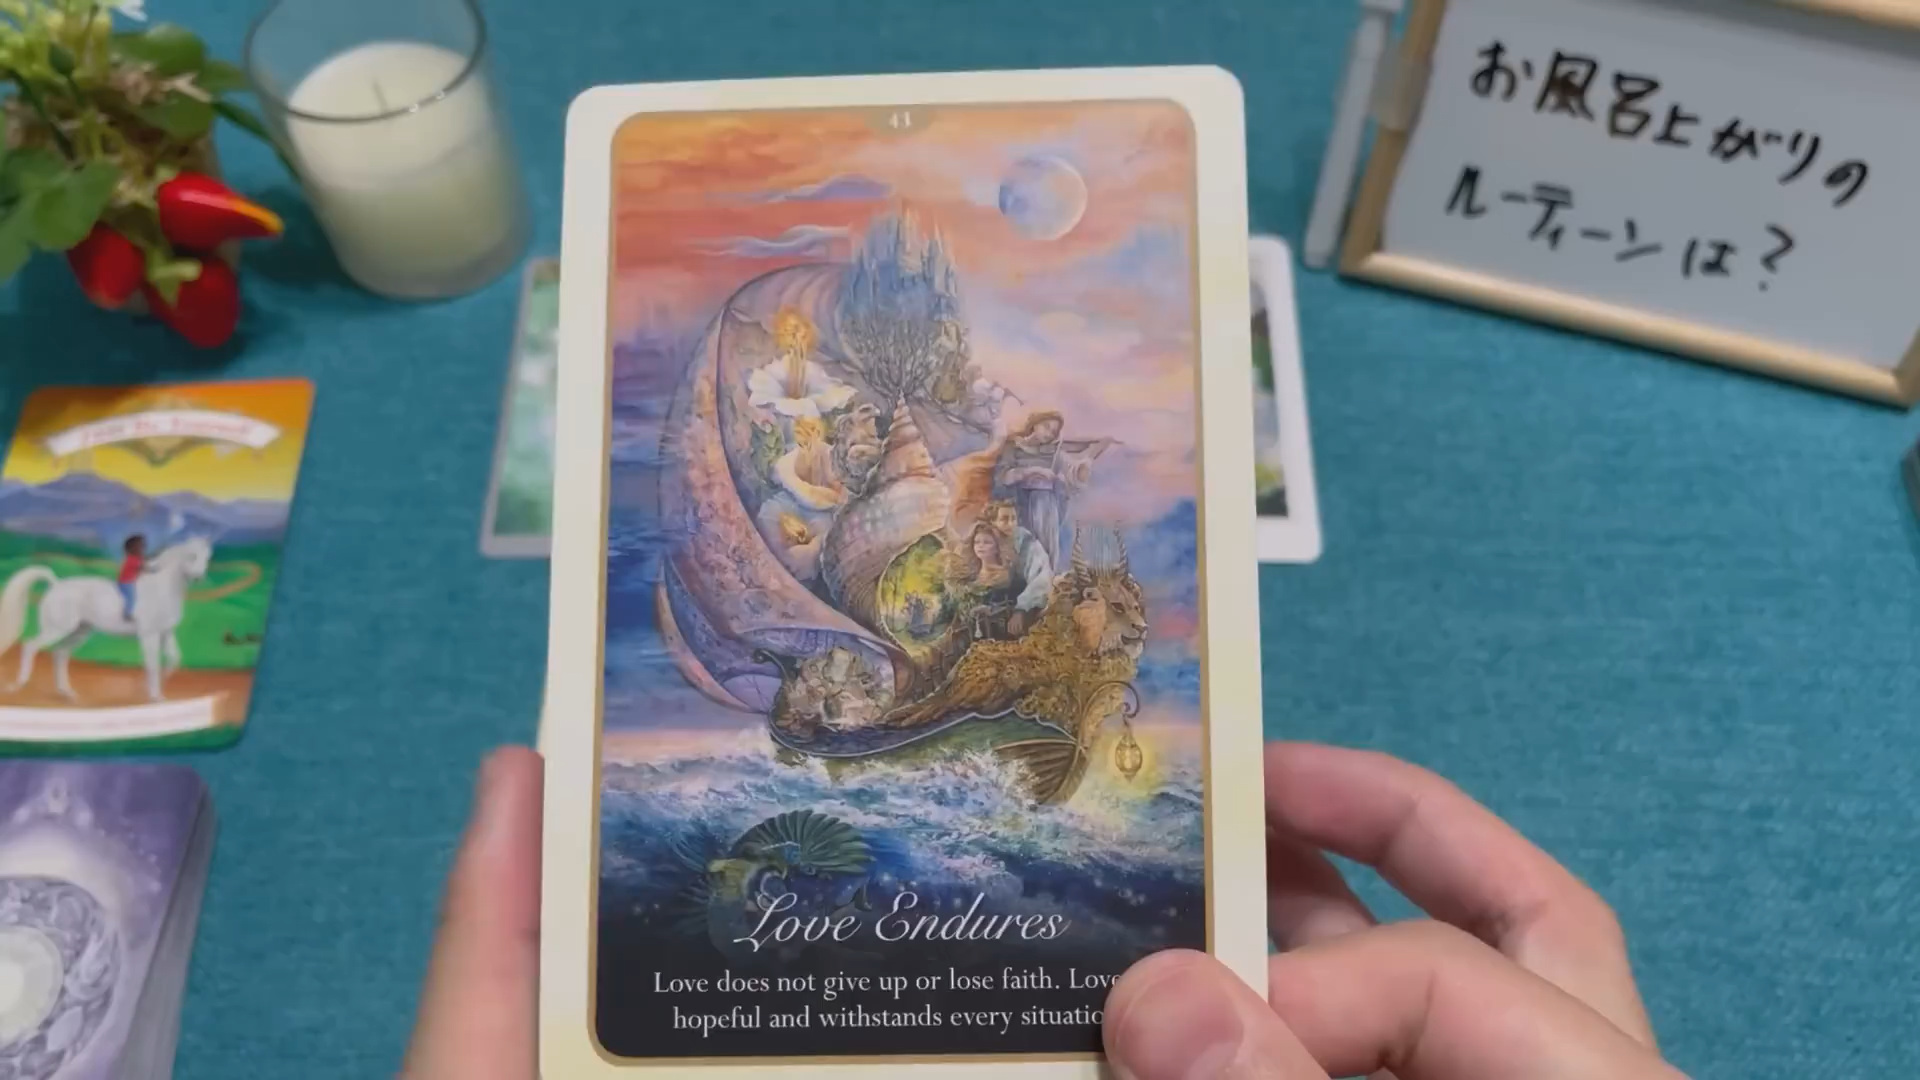 43
Love Endures
Love does not give up or lose faith. Love
hopeful and withstands every situatio
お風呂上がりの
ルーティーンは?